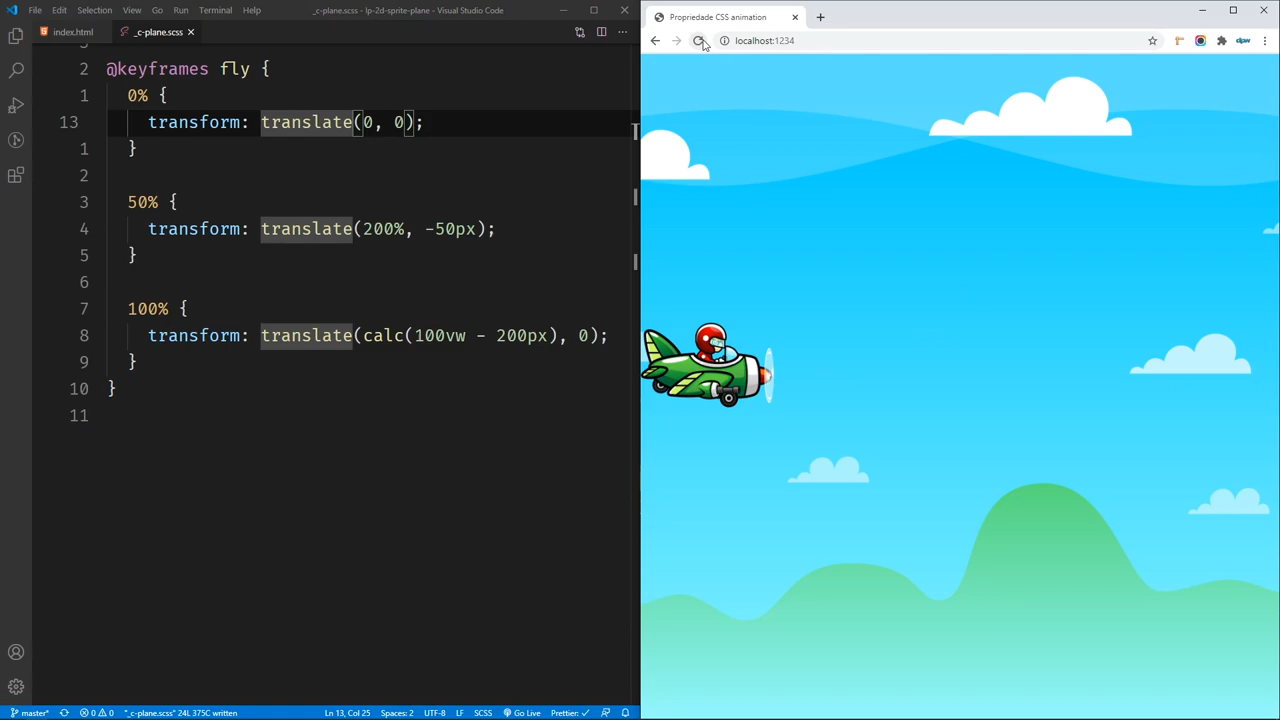 File Edit Selection View Go Run Terminal Help
_c-plane.scss - lp-2d-sprite-plane - Visual Studio Code
index.html
_c-plane.scss
2 @keyframes fly {
1 0% {
13 transform: translate(0, 0);
1 }
2
3 50% {
4 transform: translate(200%, -50px);
5 }
6
7 100% {
8 transform: translate(calc(100vw - 200px), 0);
9 }
10 }
11
master* 0 0 "_c-plane.scss" 24L 375C written Ln 13, Col 25 Spaces: 2 UTF-8 LF SCSS Go Live Prettier:
Propriedade CSS animation
localhost:1234
dpw